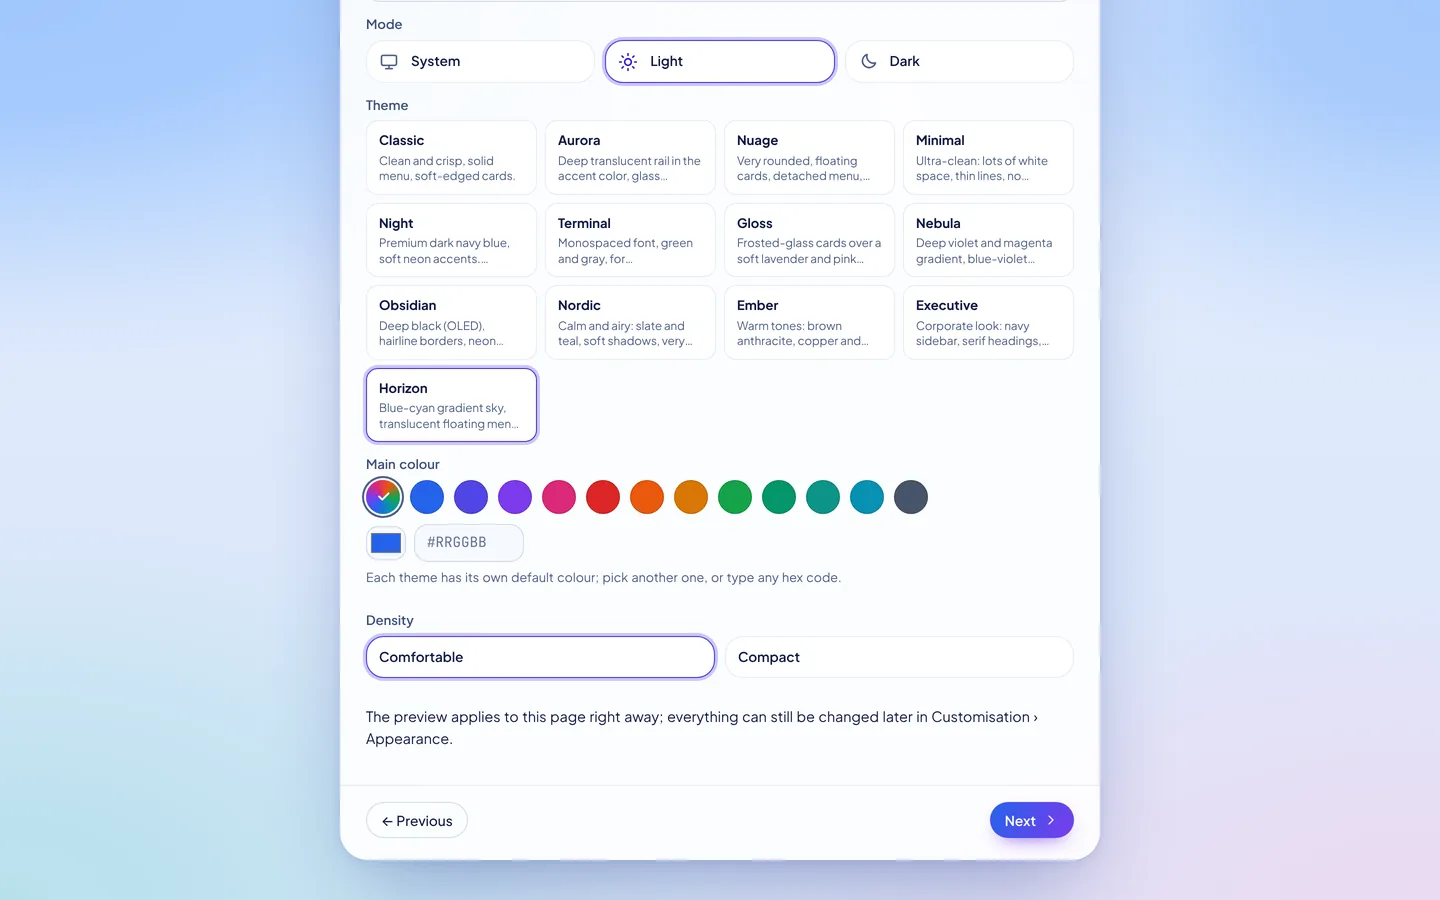 Mode
System
Light
Dark
Theme
Classic
Clean and crisp, solid
menu, soft-edged cards.
Aurora
Deep translucent rail in the
accent color, glass...
Nuage
Very rounded, floating
cards, detached menu,...
Minimal
Ultra-clean: lots of white
space, thin lines, no...
Night
Premium dark navy blue,
soft neon accents....
Terminal
Monospaced font, green
and gray, for...
Gloss
Frosted-glass cards over a
soft lavender and pink...
Nebula
Deep violet and magenta
gradient, blue-violet...
Obsidian
Deep black (OLED),
hairline borders, neon...
Nordic
Calm and airy: slate and
teal, soft shadows, very...
Ember
Warm tones: brown
anthracite, copper and...
Executive
Corporate look: navy
sidebar, serif headings,...
Horizon
Blue-cyan gradient sky,
translucent floating men...
Main colour
#RRGGBB
Each theme has its own default colour; pick another one, or type any hex code.
Density
Comfortable
Compact
The preview applies to this page right away; everything can still be changed later in Customisation ›
Appearance.
← Previous
Next ›